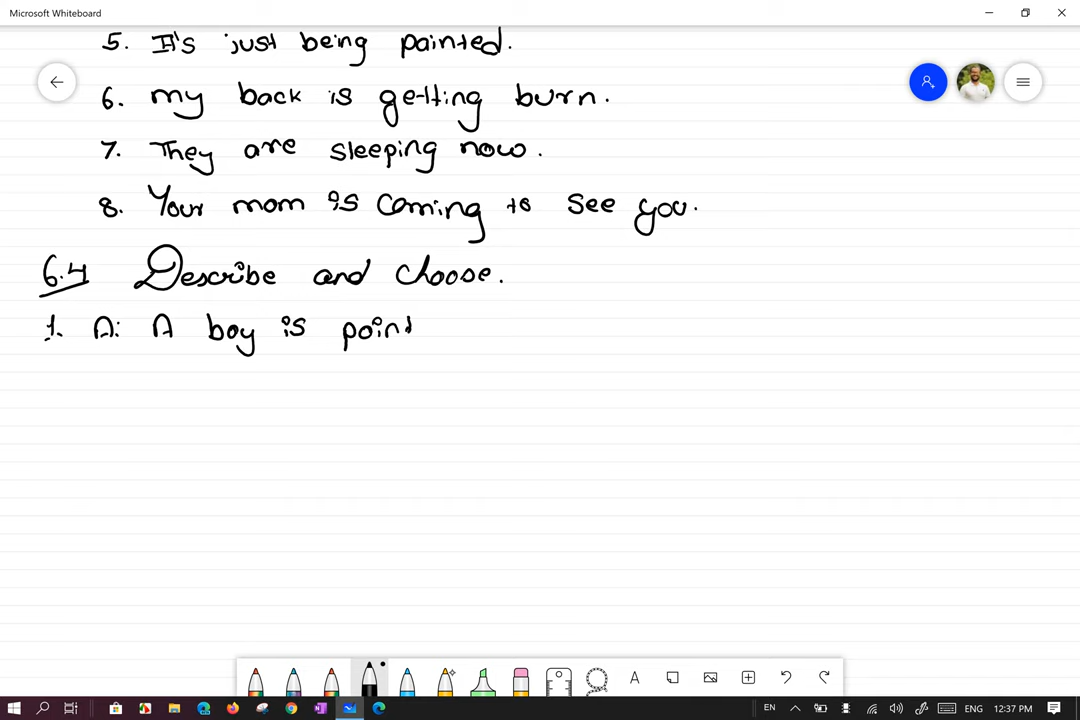 Microsoft Whiteboard
5. It's just being painted.
6. my back is getting burn.
7. They are sleeping now.
8. Your mom is coming to see you.
6.4 Describe and choose.
1. A: A boy is point
A
EN
ENG 12:37 PM